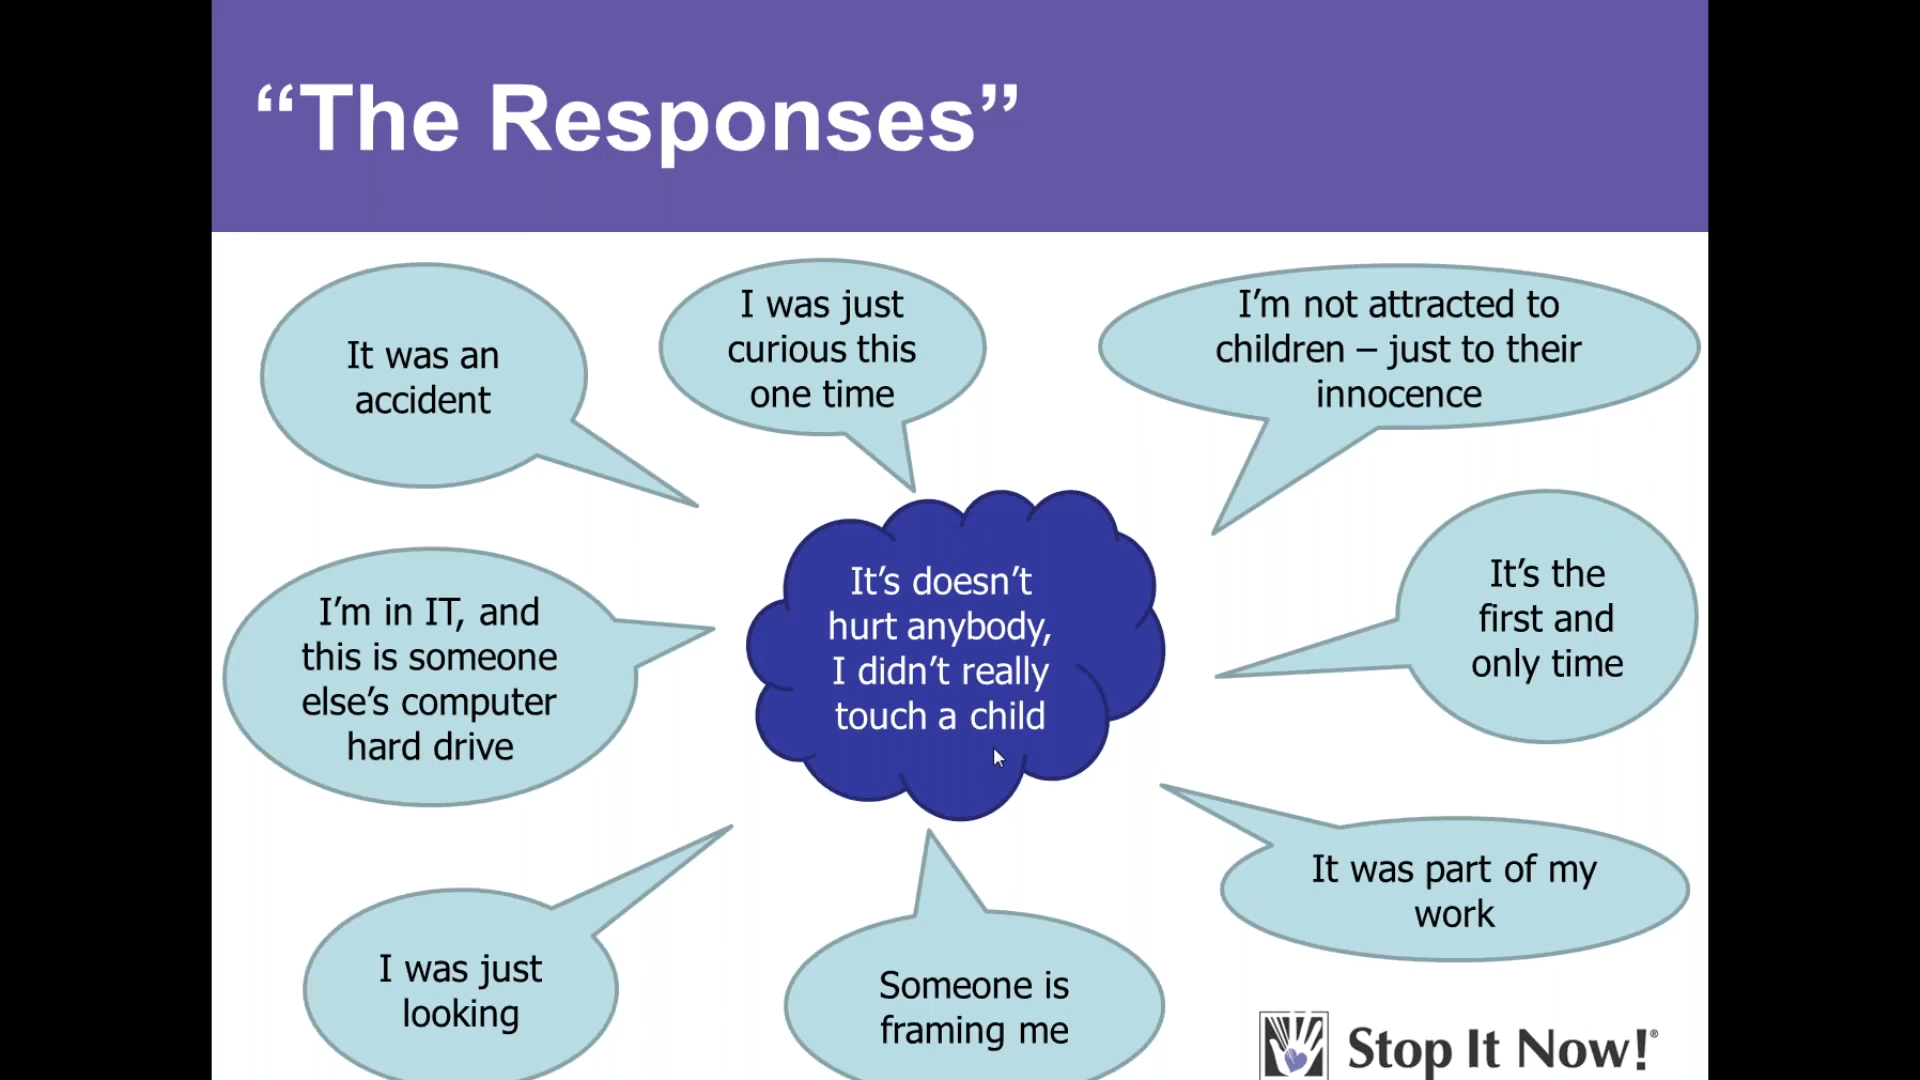 “The Responses”
It was an
accident
I was just
curious this
one time
I’m not attracted to
children – just to their
innocence
I’m in IT, and
this is someone
else’s computer
hard drive
It’s doesn’t
hurt anybody,
I didn’t really
touch a child
It’s the
first and
only time
It was part of my
work
I was just
looking
Someone is
framing me
Stop It Now!®